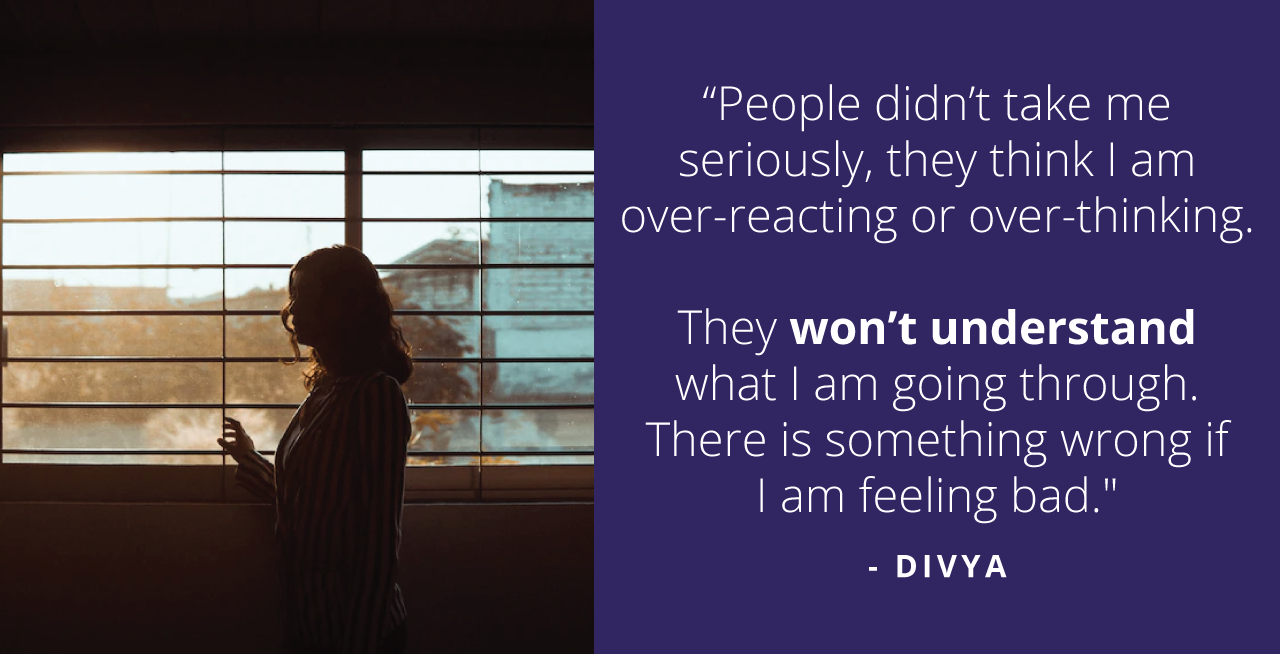 “People didn’t take me
seriously, they think I am
over-reacting or over-thinking.
They won’t understand
what I am going through.
There is something wrong if
I am feeling bad."
- DIVYA